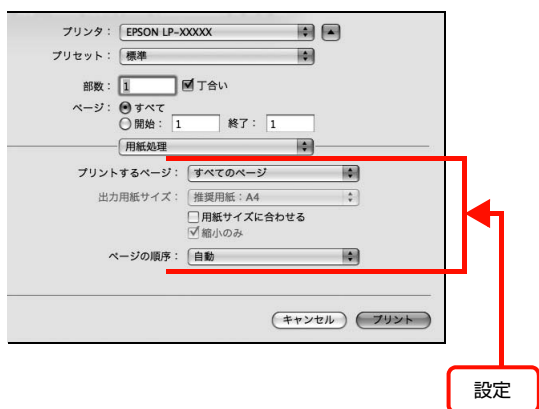 プリンタ： EPSON LP-XXXXX
プリセット： 標準
部数： 1 丁合い
ページ： すべて
開始： 1 終了： 1
用紙処理
プリントするページ： すべてのページ
出力用紙サイズ： 推奨用紙：A4
用紙サイズに合わせる
縮小のみ
ページの順序： 自動
キャンセル プリント
設定